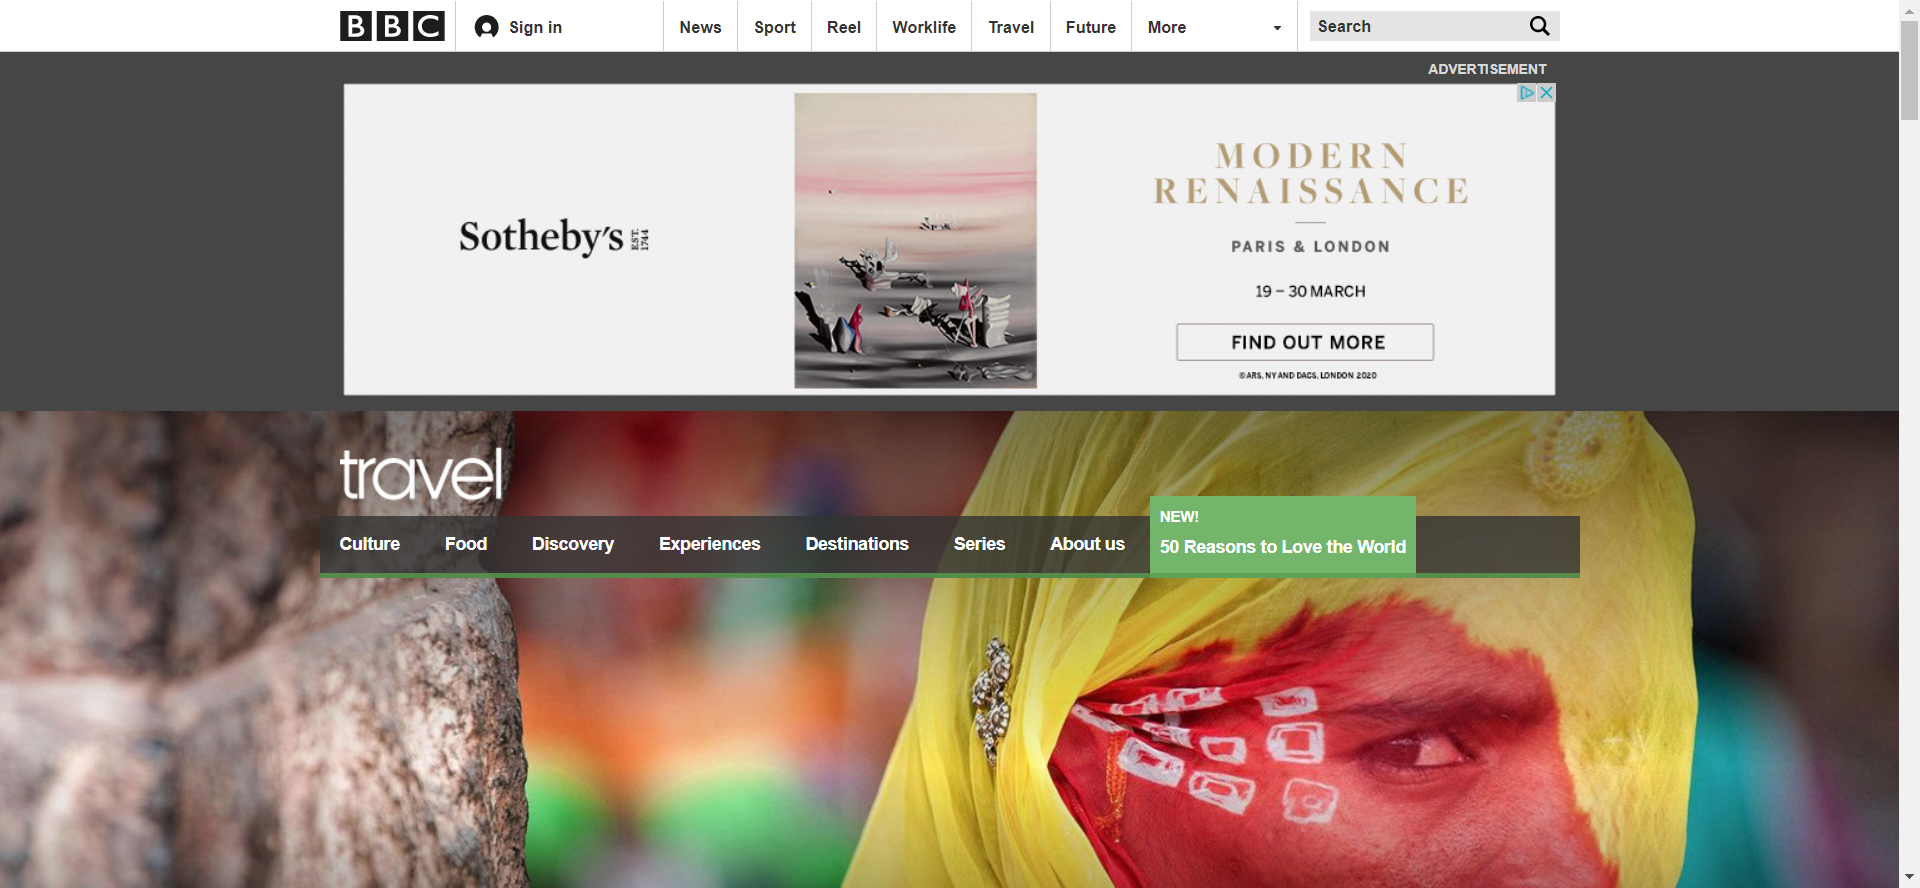 BBC
Sign in
News
Sport
Reel
Worklife
Travel
Future
More
Search
ADVERTISEMENT
Sotheby's EST. 1744
MODERN
RENAISSANCE
PARIS & LONDON
19 – 30 MARCH
FIND OUT MORE
©ARS, NY AND DACS, LONDON 2020
travel
Culture
Food
Discovery
Experiences
Destinations
Series
About us
NEW!
50 Reasons to Love the World